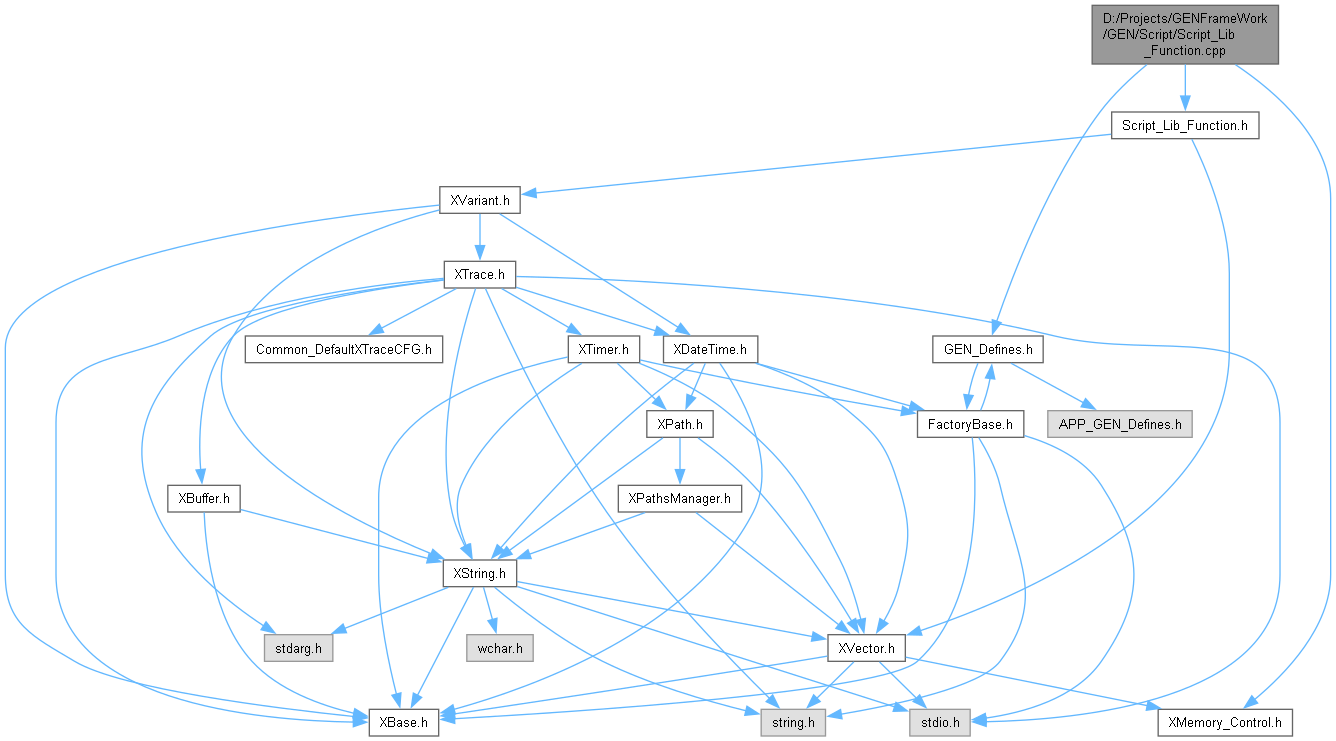 D:/Projects/GENFrameWork
/GEN/Script/Script_Lib
_Function.cpp
Script_Lib_Function.h
XVariant.h
XTrace.h
Common_DefaultXTraceCFG.h
XTimer.h
XDateTime.h
GEN_Defines.h
XPath.h
FactoryBase.h
APP_GEN_Defines.h
XBuffer.h
XPathsManager.h
XString.h
stdarg.h
wchar.h
XVector.h
XBase.h
string.h
stdio.h
XMemory_Control.h